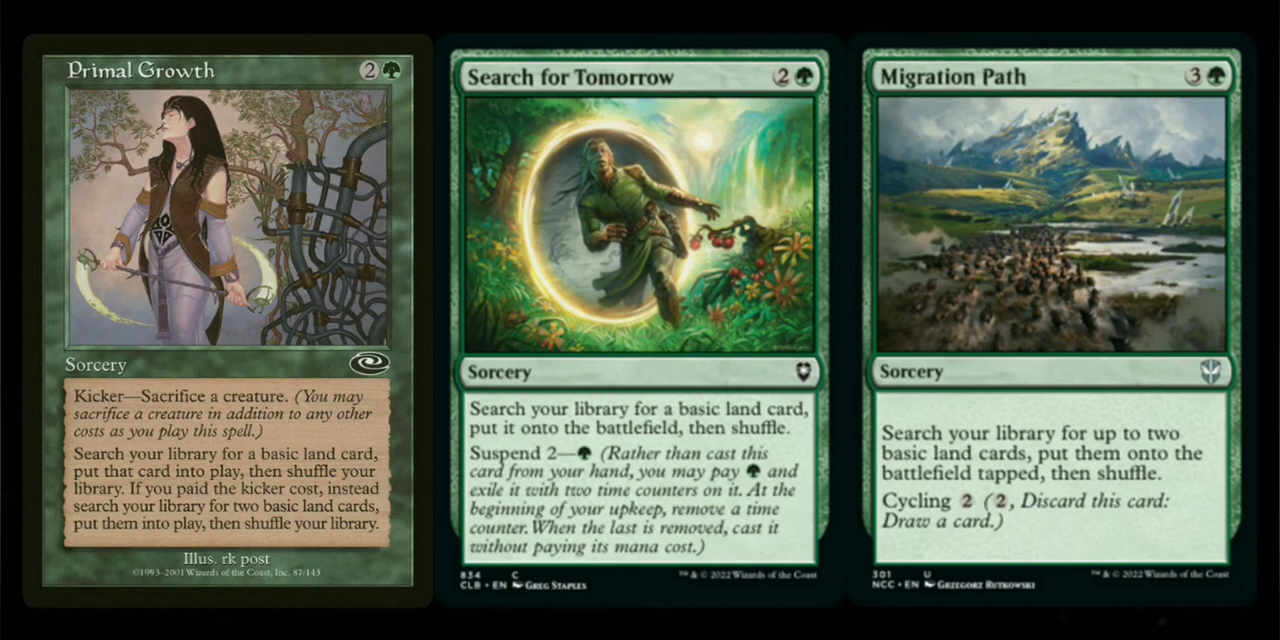 Primal Growth
2
Sorcery
Kicker—Sacrifice a creature. (You may
sacrifice a creature in addition to any other
costs as you play this spell.)
Search your library for a basic land card,
put that card into play, then shuffle your
library. If you paid the kicker cost, instead
search your library for two basic land cards,
put them into play, then shuffle your library.
Illus. rk post
©1993-2001 Wizards of the Coast, Inc. 87/143
Search for Tomorrow
2
Sorcery
Search your library for a basic land card,
put it onto the battlefield, then shuffle.
Suspend 2— (Rather than cast this
card from your hand, you may pay and
exile it with two time counters on it. At the
beginning of your upkeep, remove a time
counter. When the last is removed, cast it
without paying its mana cost.)
834 C
CLB • EN GREG STAPLES
™ & © 2022 Wizards of the Coast
Migration Path
3
Sorcery
Search your library for up to two
basic land cards, put them onto the
battlefield tapped, then shuffle.
Cycling 2 (2, Discard this card:
Draw a card.)
301 U
NCC • EN GRZEGORZ RUTKOWSKI
™ & © 2022 Wizards of the Coast